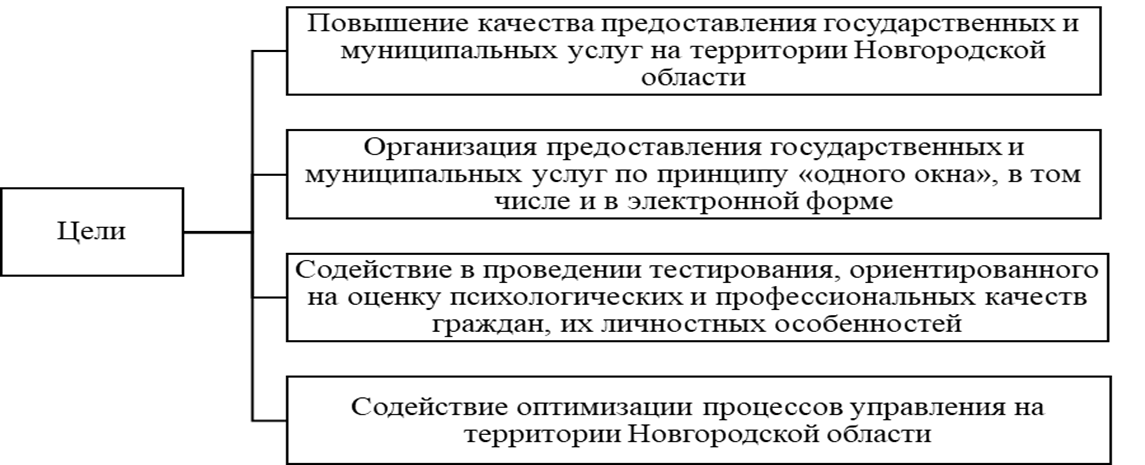 Повышение качества предоставления государственных и
муниципальных услуг на территории Новгородской
области
Организация предоставления государственных и
муниципальных услуг по принципу «одного окна», в том
числе и в электронной форме
Цели
Содействие в проведении тестирования, ориентированного
на оценку психологических и профессиональных качеств
граждан, их личностных особенностей
Содействие оптимизации процессов управления на
территории Новгородской области